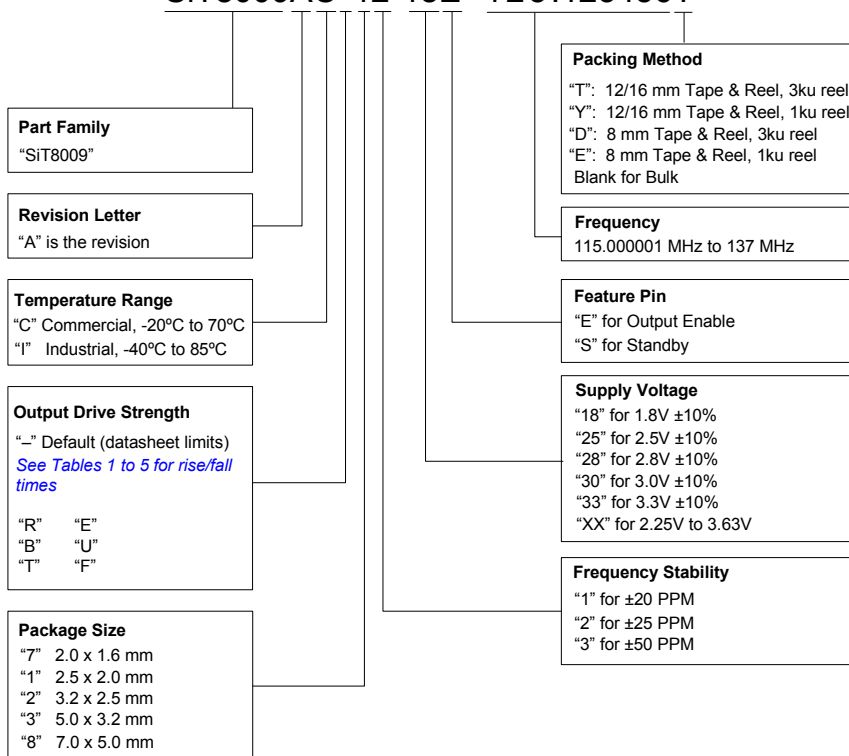 Part Family
“SiT8009”
Revision Letter
“A” is the revision
Temperature Range
“C” Commercial, -20ºC to 70ºC
“I” Industrial, -40ºC to 85ºC
Output Drive Strength
“–” Default (datasheet limits)
See Tables 1 to 5 for rise/fall
times
“R” “E”
“B” “U”
“T” “F”
Package Size
“7” 2.0 x 1.6 mm
“1” 2.5 x 2.0 mm
“2” 3.2 x 2.5 mm
“3” 5.0 x 3.2 mm
“8” 7.0 x 5.0 mm
Packing Method
“T”: 12/16 mm Tape & Reel, 3ku reel
“Y”: 12/16 mm Tape & Reel, 1ku reel
“D”: 8 mm Tape & Reel, 3ku reel
“E”: 8 mm Tape & Reel, 1ku reel
Blank for Bulk
Frequency
115.000001 MHz to 137 MHz
Feature Pin
“E” for Output Enable
“S” for Standby
Supply Voltage
“18” for 1.8V ±10%
“25” for 2.5V ±10%
“28” for 2.8V ±10%
“30” for 3.0V ±10%
“33” for 3.3V ±10%
“XX” for 2.25V to 3.63V
Frequency Stability
“1” for ±20 PPM
“2” for ±25 PPM
“3” for ±50 PPM